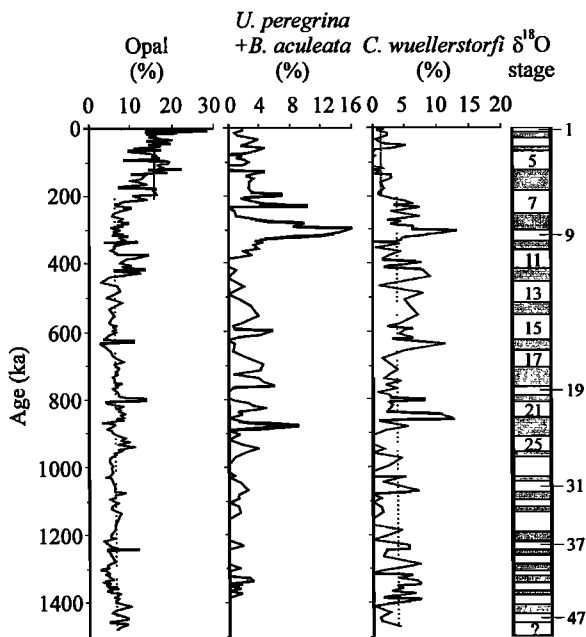 Opal
(%)
U. peregrina
+B. aculeata
(%)
C. wuellerstorfi
(%)
δ18O
stage
0 10 20 30
0 4 8 12 16
0 5 10 15 20
Age (ka)
0
200
400
600
800
1000
1200
1400
1
5
7
9
11
13
15
17
19
21
25
31
37
47
?